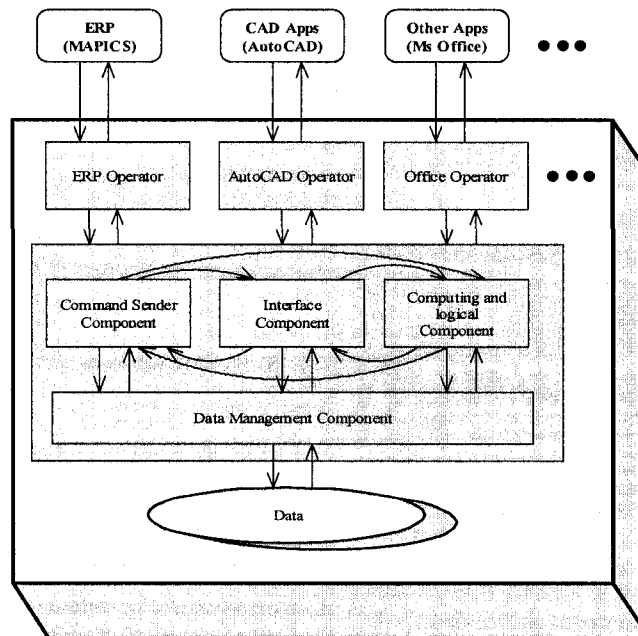 ERP
(MAPICS)
CAD Apps
(AutoCAD)
Other Apps
(Ms Office)
ERP Operator
AutoCAD Operator
Office Operator
Command Sender
Component
Interface
Component
Computing and
logical
Component
Data Management Component
Data